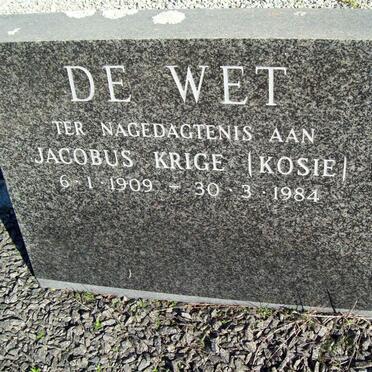 DE WET
TER NAGEDAGTENIS AAN
JACOBUS KRIGE (KOSIE)
6·1·1909 – 30·3·1984